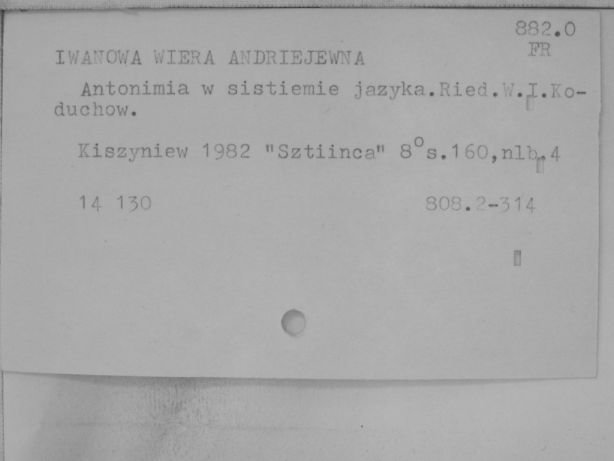 882.0
FR
IWANOWA WIERA ANDRIEJEWNA
Antonimia w sistiemie jazyka.Ried.W.I.Ko-
duchow.
Kiszyniew 1982 "Sztiinca" 8°s.160,nlb.4
14 130 808.2-314